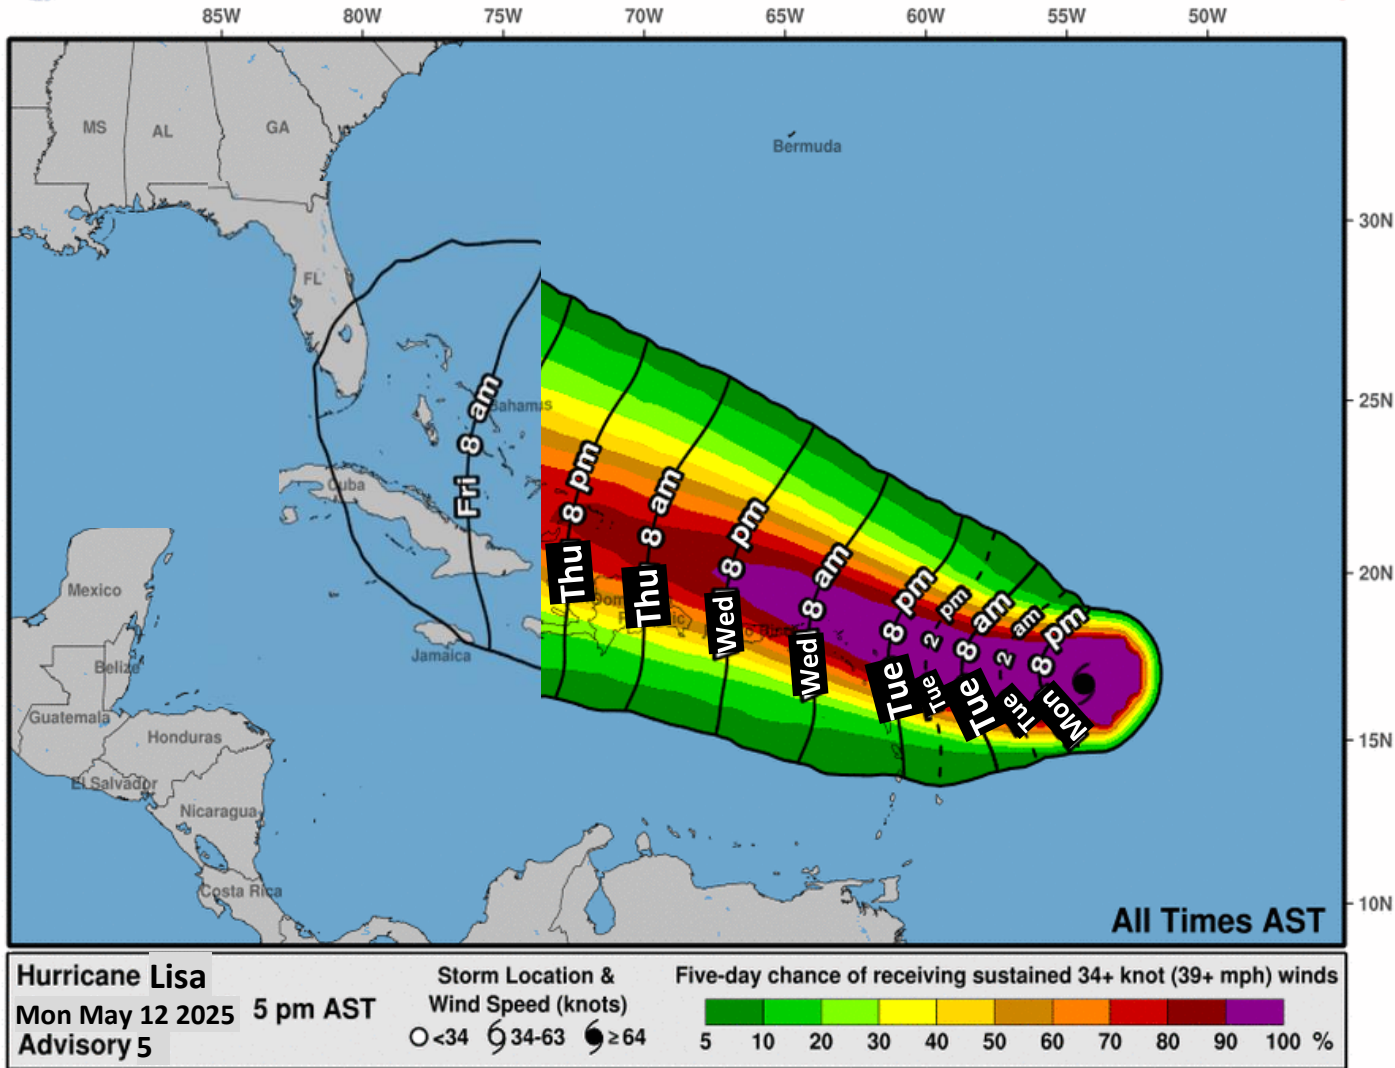 85W 80W 75W 70W 65W 60W 55W 50W
MS AL GA
Bermuda
30N
FL
25N
Bahamas
Cuba
20N
Mexico
Belize
Jamaica
Guatemala
Honduras
15N
El Salvador
Nicaragua
Costa Rica
10N
Fri 8 am
Thu 8 pm
Thu 8 am
Wed 8 pm
Wed 8 am
Tue 8 pm
Tue 2 pm
Tue 8 am
Tue 2 am
Mon 8 pm
All Times AST
Hurricane Lisa
Mon May 12 2025 5 pm AST
Advisory 5
Storm Location &
Wind Speed (knots)
<34 34-63 ≥64
Five-day chance of receiving sustained 34+ knot (39+ mph) winds
5 10 20 30 40 50 60 70 80 90 100 %